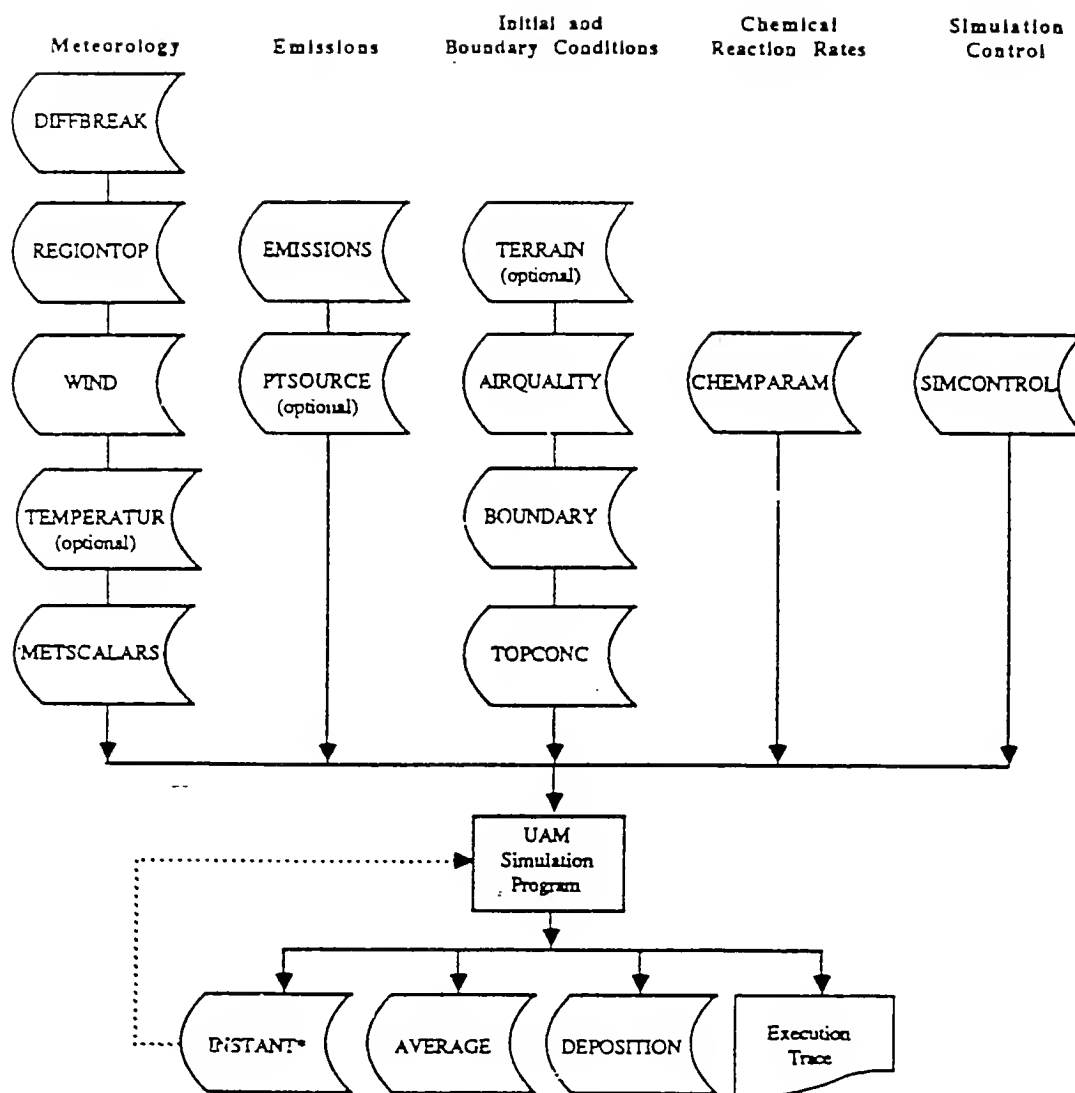 Meteorology
Emissions
Initial and
Boundary Conditions
Chemical
Reaction Rates
Simulation
Control
DIFFBREAK
REGIONTOP
EMISSIONS
TERRAIN
(optional)
WIND
PTSOURCE
(optional)
AIRQUALITY
CHEMPARAM
SIMCONTROL
TEMPERATUR
(optional)
BOUNDARY
METSCALARS
TOPCONC
UAM
Simulation
Program
INSTANT*
AVERAGE
DEPOSITION
Execution
Trace